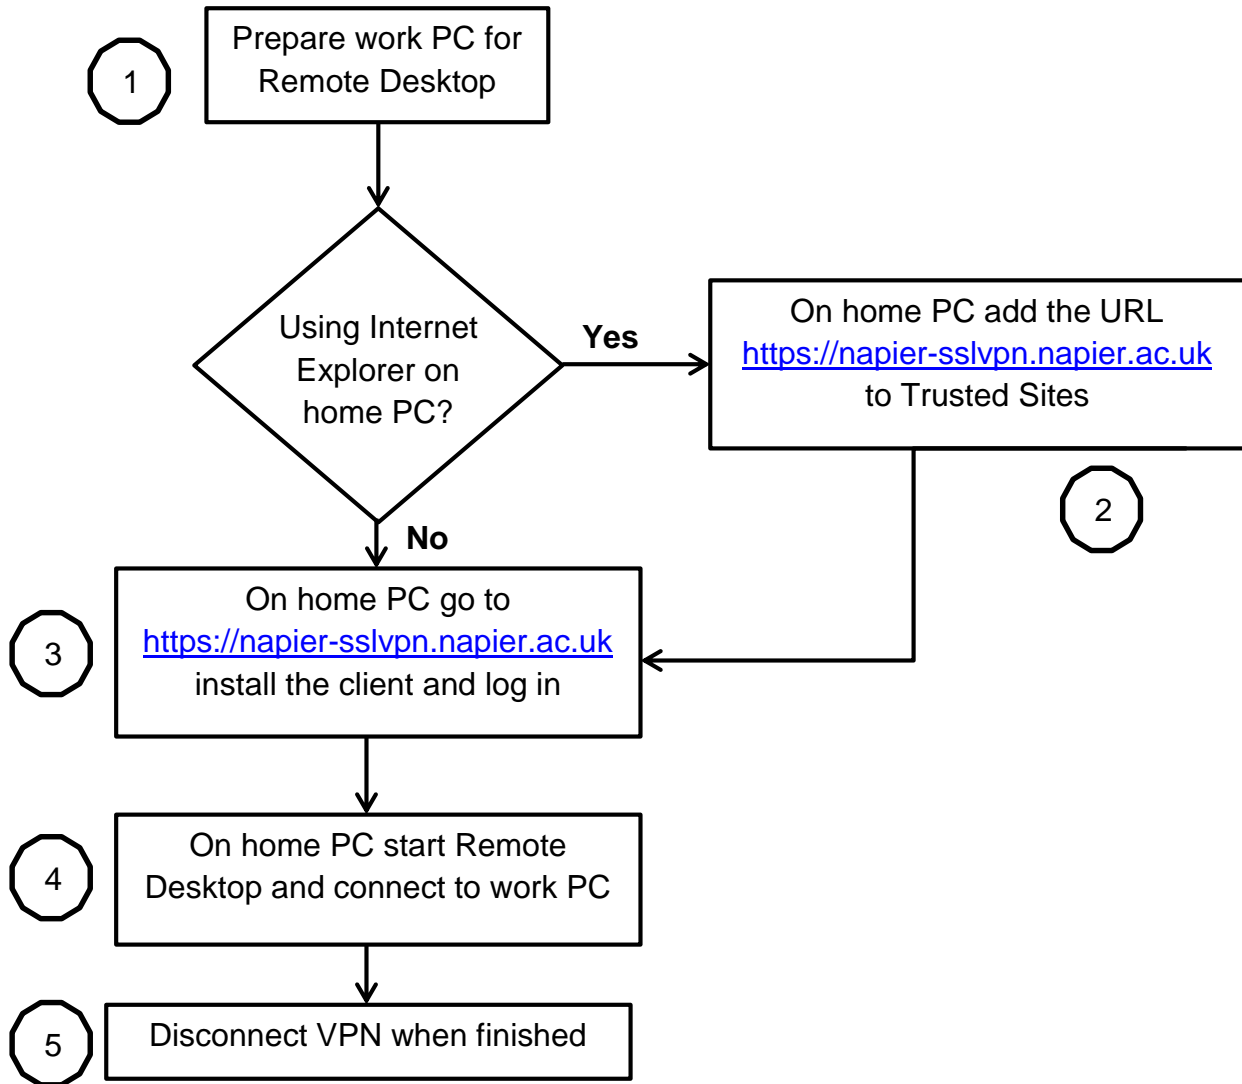 1
Prepare work PC for
Remote Desktop
Using Internet
Explorer on
home PC?
Yes
On home PC add the URL
https://napier-sslvpn.napier.ac.uk
to Trusted Sites
2
No
3
On home PC go to
https://napier-sslvpn.napier.ac.uk
install the client and log in
4
On home PC start Remote
Desktop and connect to work PC
5
Disconnect VPN when finished